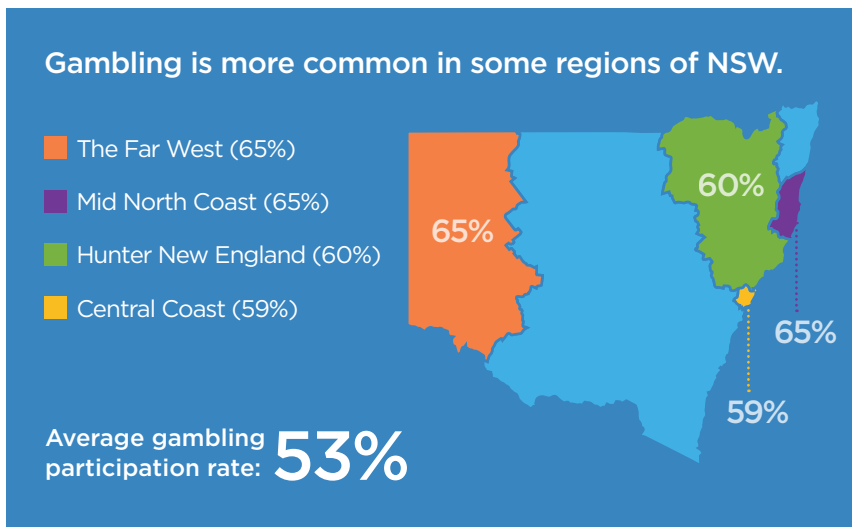 Gambling is more common in some regions of NSW.
The Far West (65%)
Mid North Coast (65%)
Hunter New England (60%)
Central Coast (59%)
65%
60%
65%
59%
Average gambling
participation rate: 53%